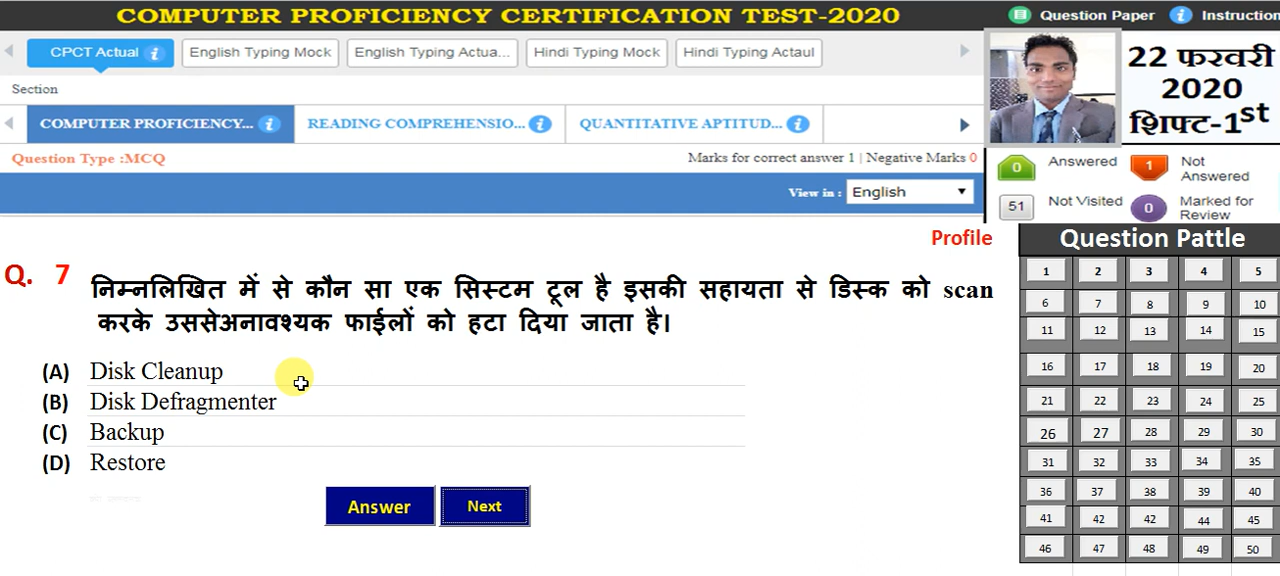 COMPUTER PROFICIENCY CERTIFICATION TEST-2020
Question Paper
Instruction
CPCT Actual
English Typing Mock
English Typing Actua...
Hindi Typing Mock
Hindi Typing Actaul
22 फरवरी
2020
शिफ्ट-1st
Section
COMPUTER PROFICIENCY...
READING COMPREHENSIO...
QUANTITATIVE APTITUD...
Question Type :MCQ
Marks for correct answer 1 | Negative Marks 0
0 Answered
1 Not Answered
View in : English
51 Not Visited
0 Marked for Review
Profile
Question Pattle
Q. 7 निम्नलिखित में से कौन सा एक सिस्टम टूल है इसकी सहायता से डिस्क को scan
करके उससेअनावश्यक फाईलों को हटा दिया जाता है।
(A) Disk Cleanup
(B) Disk Defragmenter
(C) Backup
(D) Restore
Answer
Next
1 2 3 4 5
6 7 8 9 10
11 12 13 14 15
16 17 18 19 20
21 22 23 24 25
26 27 28 29 30
31 32 33 34 35
36 37 38 39 40
41 42 42 44 45
46 47 48 49 50